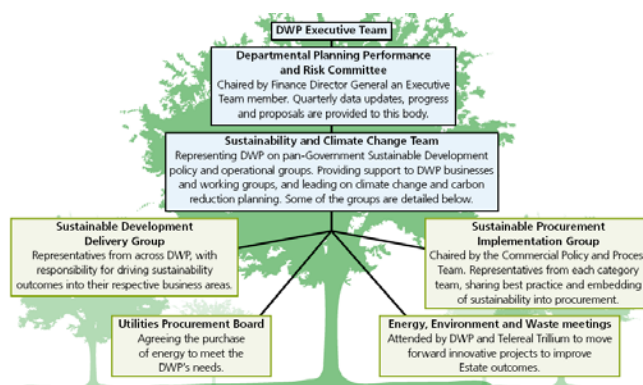 DWP Executive Team
Departmental Planning Performance
and Risk Committee
Chaired by Finance Director General an Executive
Team member. Quarterly data updates, progress
and proposals are provided to this body.
Sustainability and Climate Change Team
Representing DWP on pan-Government Sustainable Development
policy and operational groups. Providing support to DWP businesses
and working groups, and leading on climate change and carbon
reduction planning. Some of the groups are detailed below.
Sustainable Development
Delivery Group
Representatives from across DWP, with
responsibility for driving sustainability
outcomes into their respective business areas.
Sustainable Procurement
Implementation Group
Chaired by the Commercial Policy and Proces
Team. Representatives from each category
team, sharing best practice and embedding
of sustainability into procurement.
Utilities Procurement Board
Agreeing the purchase
of energy to meet the
DWP's needs.
Energy, Environment and Waste meetings
Attended by DWP and Telereal Trillium to move
forward innovative projects to improve
Estate outcomes.